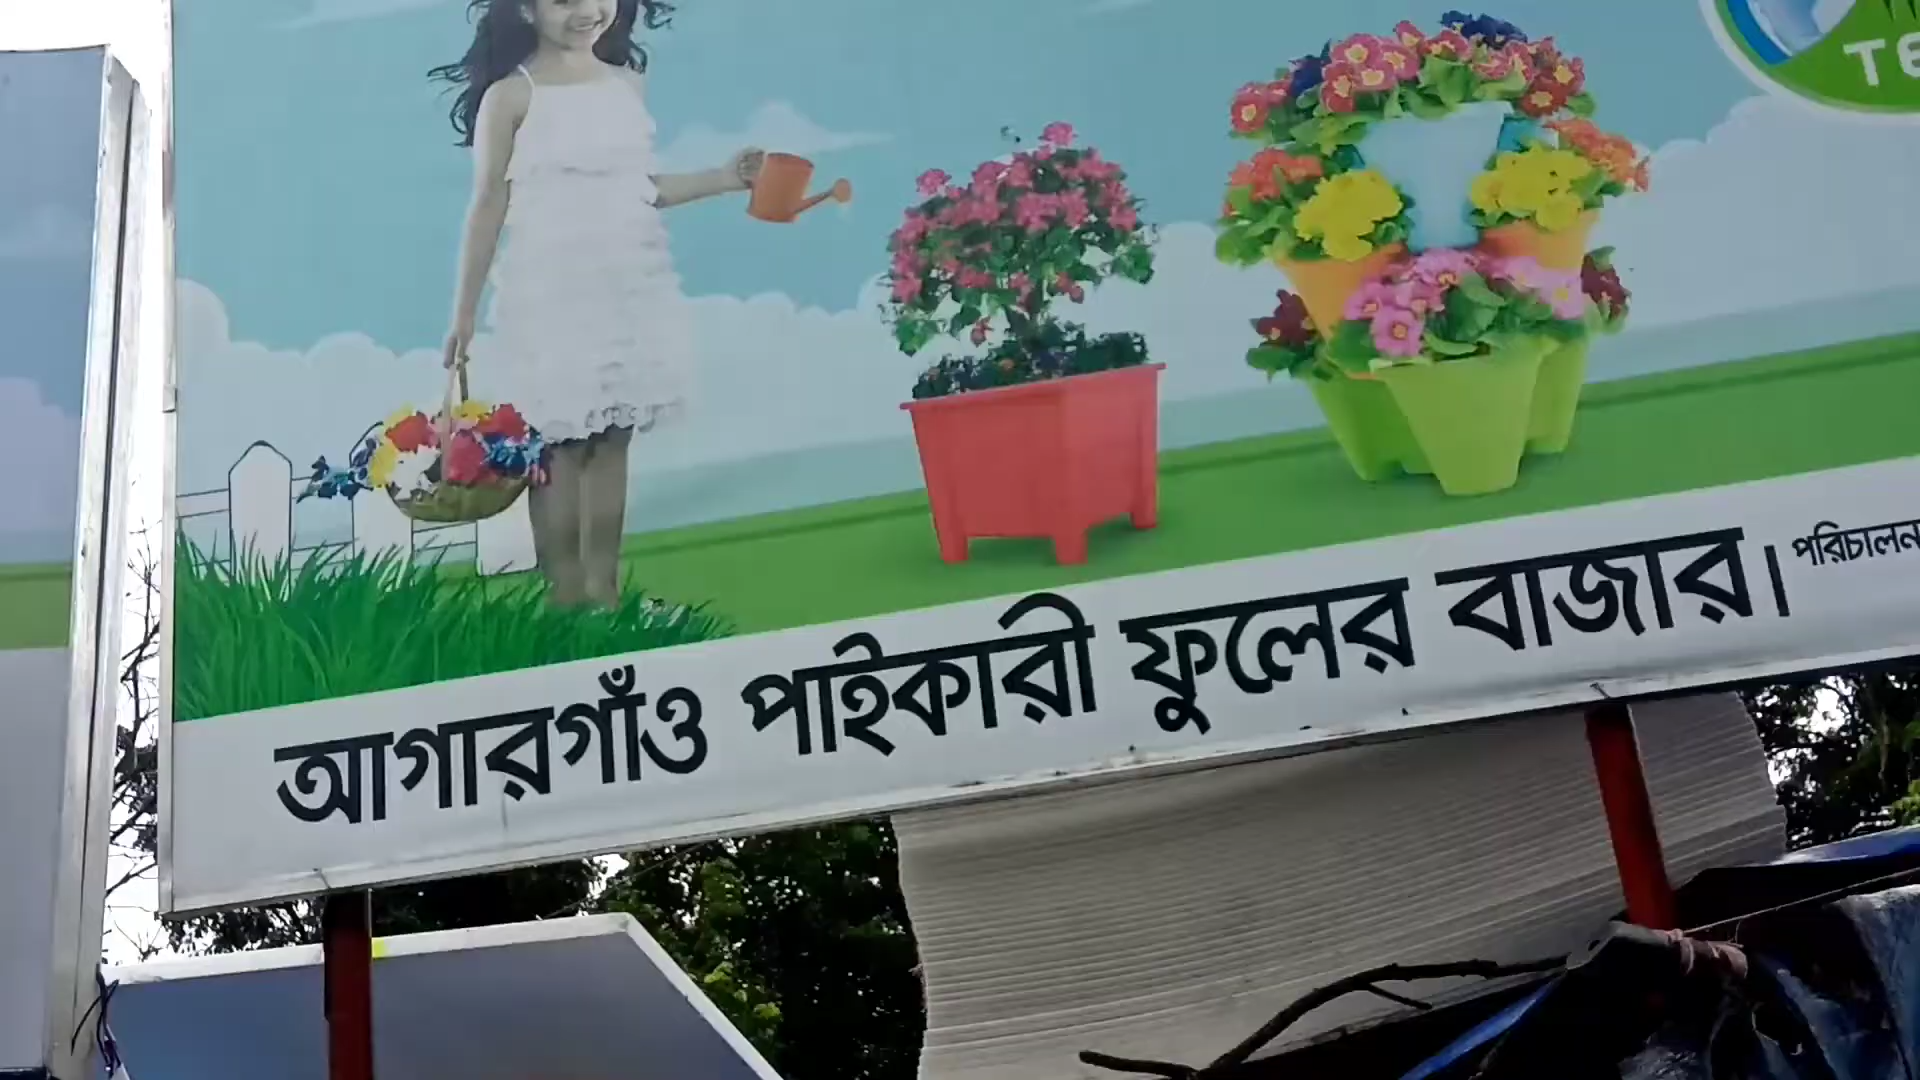 আগারগাঁও পাইকারী ফুলের বাজার।